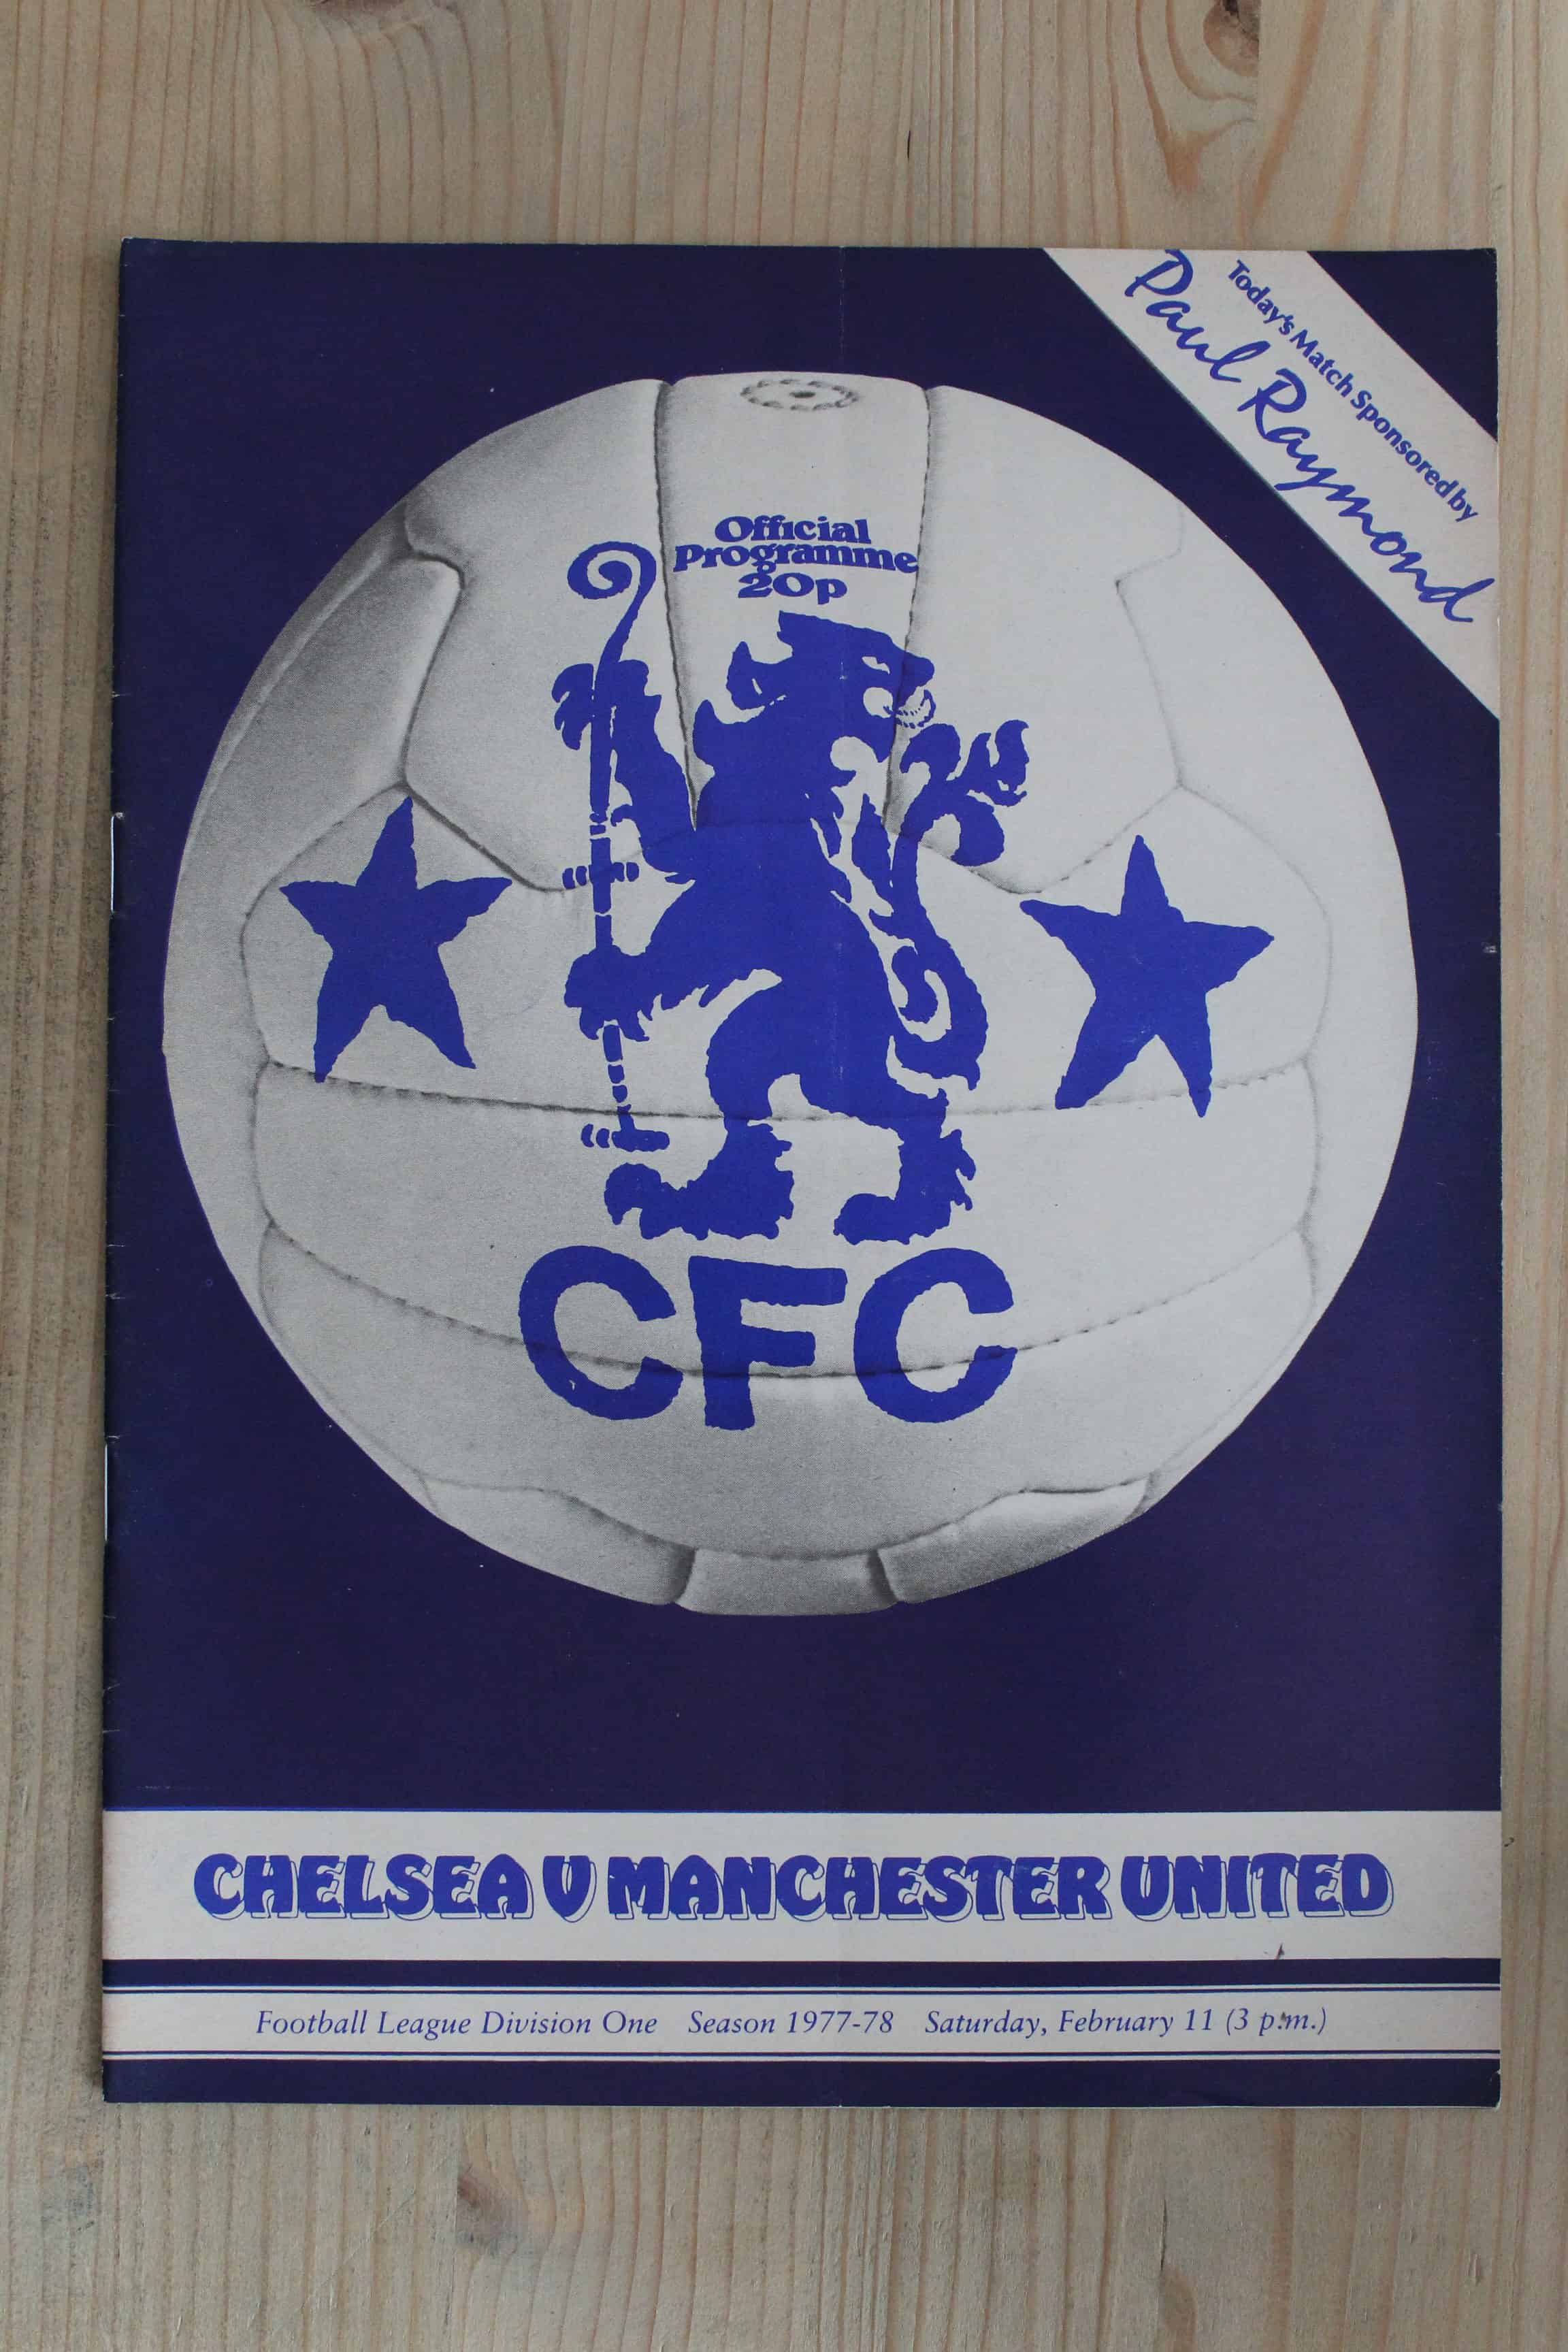 Today's Match Sponsored by
Paul Raymond
Official
Programme
20p
CFC
CHELSEA V MANCHESTER UNITED
Football League Division One Season 1977-78 Saturday, February 11 (3 p.m.)